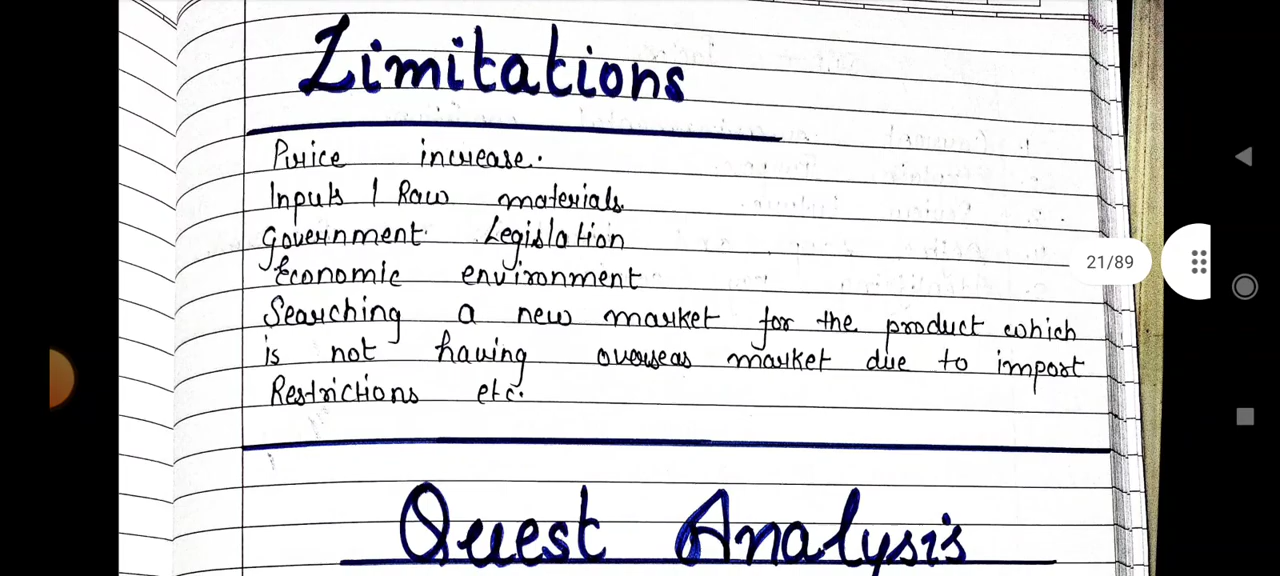 Limitations
Price increase.
Inputs / Raw materials.
Government. Legislation
Economic environment
Searching a new market for the product which
is not having overseas market due to import
Restrictions etc.
21/89
Quest Analysis